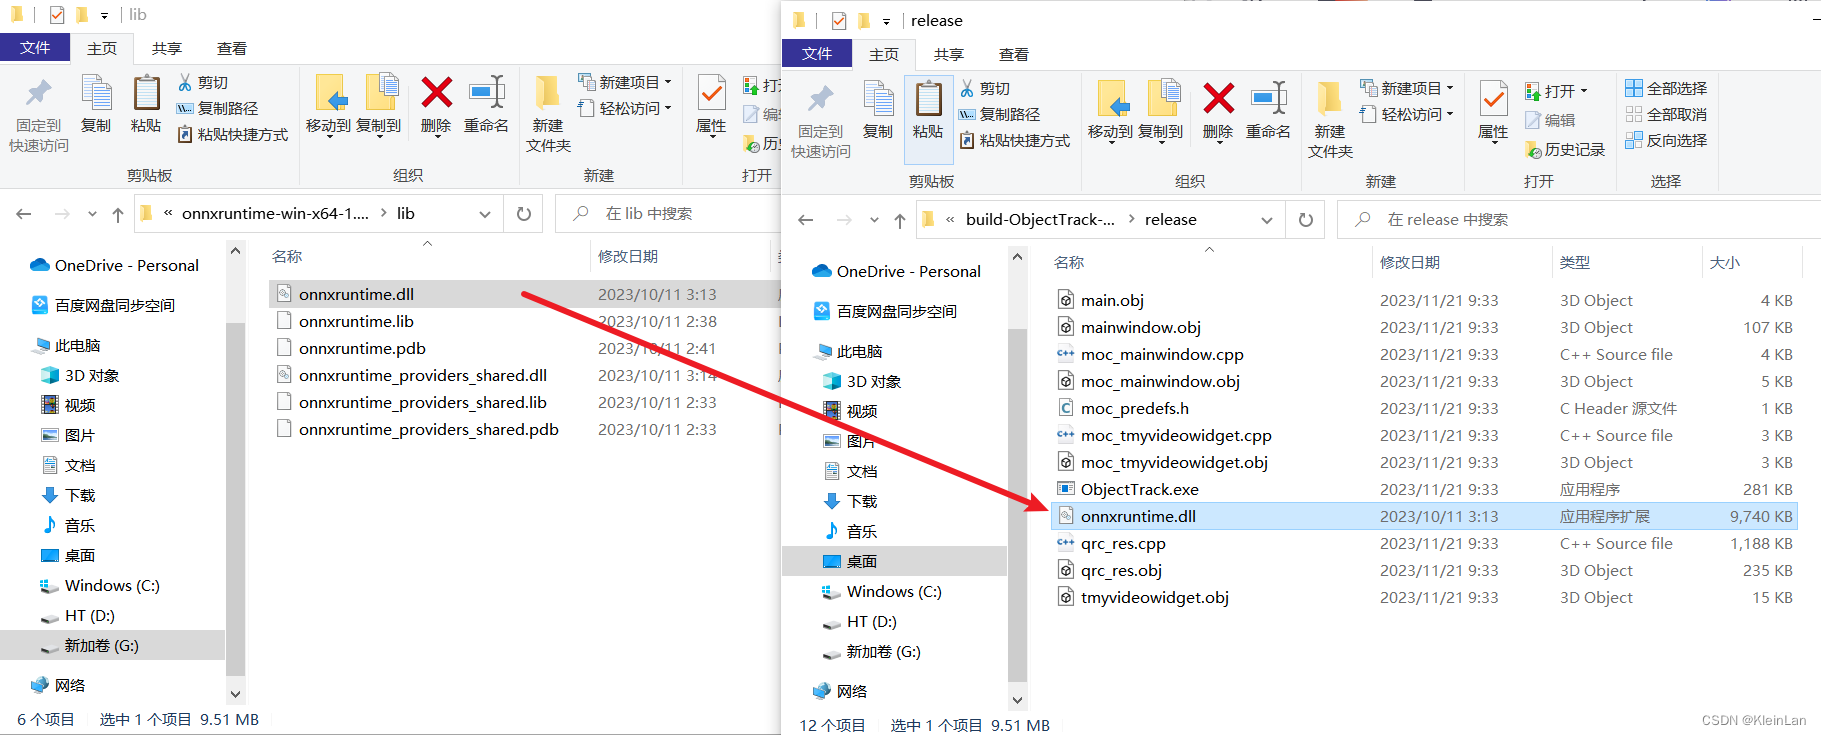 lib
文件 主页 共享 查看
固定到
快速访问
复制
粘贴
剪切
复制路径
粘贴快捷方式
剪贴板
移动到 复制到 删除 重命名
组织
新建
文件夹
新建项目
轻松访问
新建
属性
打开
« onnxruntime-win-x64-1.... › lib
在 lib 中搜索
OneDrive - Personal
百度网盘同步空间
此电脑
3D 对象
视频
图片
文档
下载
音乐
桌面
Windows (C:)
HT (D:)
新加卷 (G:)
网络
名称 修改日期
onnxruntime.dll 2023/10/11 3:13
onnxruntime.lib 2023/10/11 2:38
onnxruntime.pdb 2023/10/11 2:41
onnxruntime_providers_shared.dll 2023/10/11 3:14
onnxruntime_providers_shared.lib 2023/10/11 2:33
onnxruntime_providers_shared.pdb 2023/10/11 2:33
6 个项目 选中 1 个项目 9.51 MB
release
文件 主页 共享 查看
固定到
快速访问
复制
粘贴
剪切
复制路径
粘贴快捷方式
剪贴板
移动到 复制到 删除 重命名
组织
新建
文件夹
新建项目
轻松访问
新建
属性
打开
编辑
历史记录
打开
全部选择
全部取消
反向选择
选择
« build-ObjectTrack-... › release
在 release 中搜索
OneDrive - Personal
百度网盘同步空间
此电脑
3D 对象
视频
图片
文档
下载
音乐
桌面
Windows (C:)
HT (D:)
新加卷 (G:)
网络
名称 修改日期 类型 大小
main.obj 2023/11/21 9:33 3D Object 4 KB
mainwindow.obj 2023/11/21 9:33 3D Object 107 KB
moc_mainwindow.cpp 2023/11/21 9:33 C++ Source file 4 KB
moc_mainwindow.obj 2023/11/21 9:33 3D Object 5 KB
moc_predefs.h 2023/11/21 9:33 C Header 源文件 1 KB
moc_tmyvideowidget.cpp 2023/11/21 9:33 C++ Source file 3 KB
moc_tmyvideowidget.obj 2023/11/21 9:33 3D Object 3 KB
ObjectTrack.exe 2023/11/21 9:33 应用程序 281 KB
onnxruntime.dll 2023/10/11 3:13 应用程序扩展 9,740 KB
qrc_res.cpp 2023/11/21 9:33 C++ Source file 1,188 KB
qrc_res.obj 2023/11/21 9:33 3D Object 235 KB
tmyvideowidget.obj 2023/11/21 9:33 3D Object 15 KB
12 个项目 选中 1 个项目 9.51 MB
CSDN @KleinLan